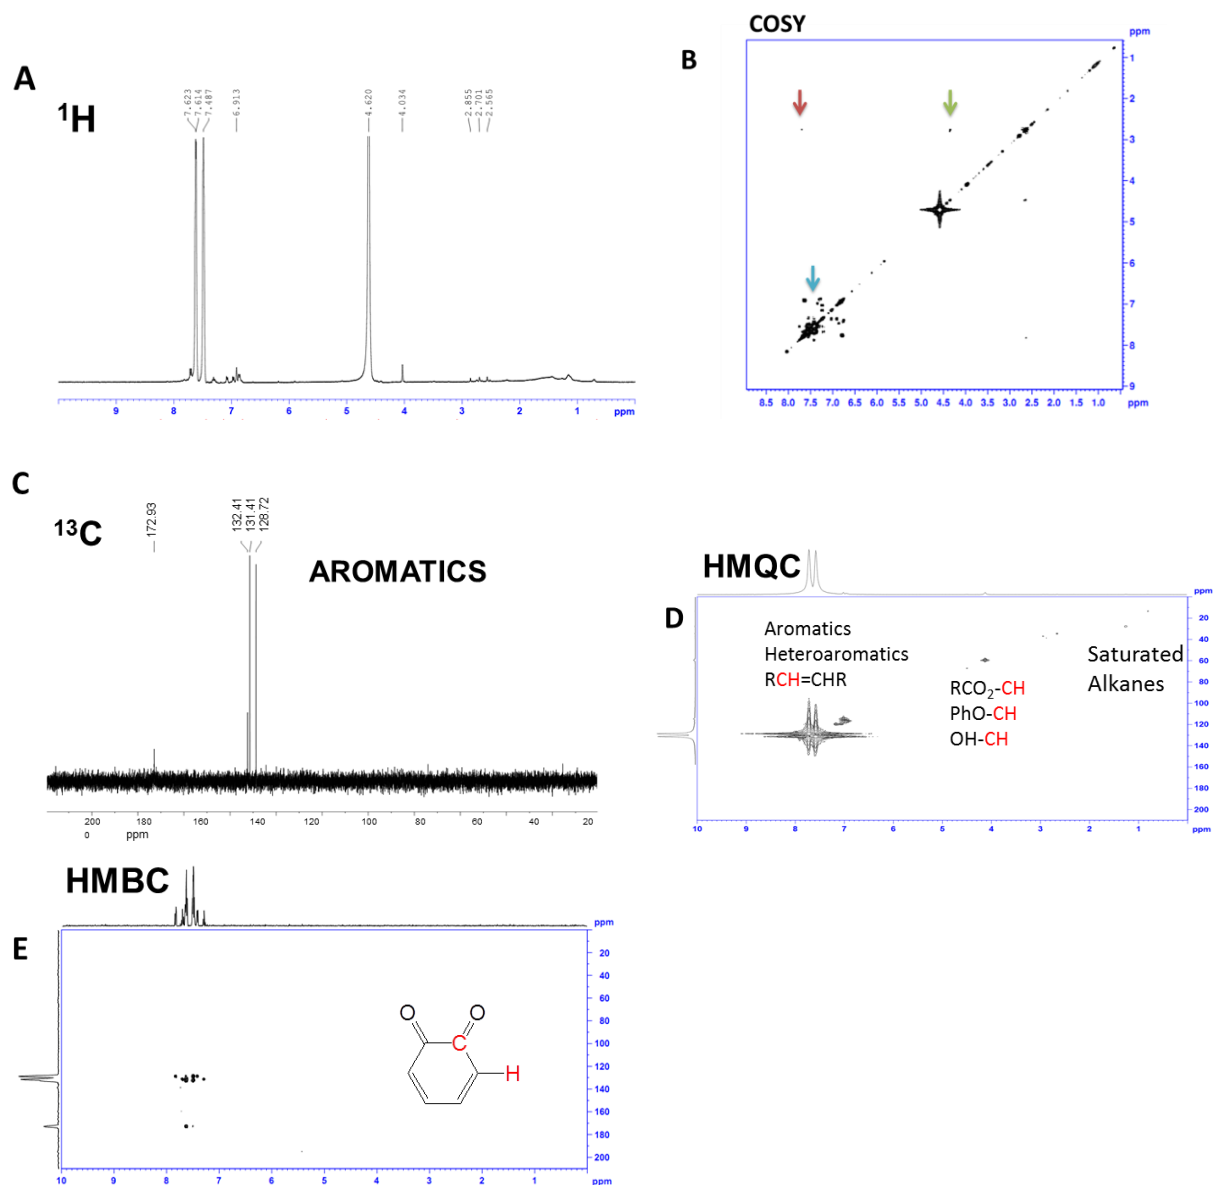 A
¹H
7.623
7.614
7.487
6.913
4.620
4.034
2.855
2.701
2.565
9 8 7 6 5 4 3 2 1 ppm
COSY
B
ppm
1
2
3
4
5
6
7
8
9
8.5 8.0 7.5 7.0 6.5 6.0 5.5 5.0 4.5 4.0 3.5 3.0 2.5 2.0 1.5 1.0 ppm
C
¹³C
172.93
132.41
131.41
128.72
AROMATICS
200 180 160 140 120 100 80 60 40 20
0 ppm
HMQC
D
ppm
Aromatics
Heteroaromatics
RCH=CHR
RCO₂-CH
PhO-CH
OH-CH
Saturated
Alkanes
20
40
60
80
100
120
140
160
180
200
10 9 8 7 6 5 4 3 2 1 ppm
HMBC
E
ppm
20
40
60
80
100
120
140
160
180
200
O O
C
H
10 9 8 7 6 5 4 3 2 1 ppm